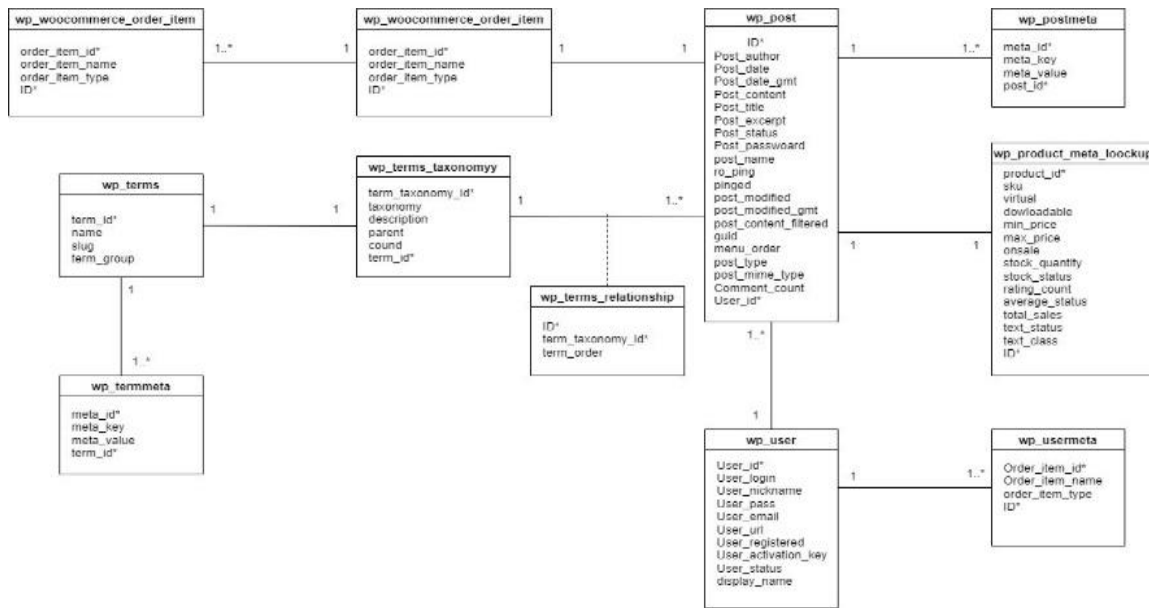 wp_woocommerce_order_item
order_item_id*
order_item_name
order_item_type
ID*
1..*
1
wp_woocommerce_order_item
order_item_id*
order_item_name
order_item_type
ID*
1
1
wp_post
ID*
Post_author
Post_date
Post_date_gmt
Post_content
Post_title
Post_excerpt
Post_status
Post_passwoard
post_name
ro_ping
pinged
post_modified
post_modified_gmt
post_content_filtered
guid
menu_order
post_type
post_mime_type
Comment_count
User_id*
1
1..*
wp_postmeta
meta_id*
meta_key
meta_value
post_id*
wp_terms
term_id*
name
slug
term_group
1
1
wp_terms_taxonomyy
term_taxonomy_id*
taxonomy
description
parent
cound
term_id*
1
1..*
wp_terms_relationship
ID*
term_taxonomy_id*
term_order
1
1
wp_product_meta_loockup
product_id*
sku
virtual
dowloadable
min_price
max_price
onsale
stock_quantity
stock_status
rating_count
average_status
total_sales
text_status
text_class
ID*
1
1..*
wp_termmeta
meta_id*
meta_key
meta_value
term_id*
1..*
1
wp_user
User_id*
User_login
User_nickname
User_pass
User_email
User_url
User_registered
User_activation_key
User_status
display_name
1
1..*
wp_usermeta
Order_item_id*
Order_item_name
order_item_type
ID*